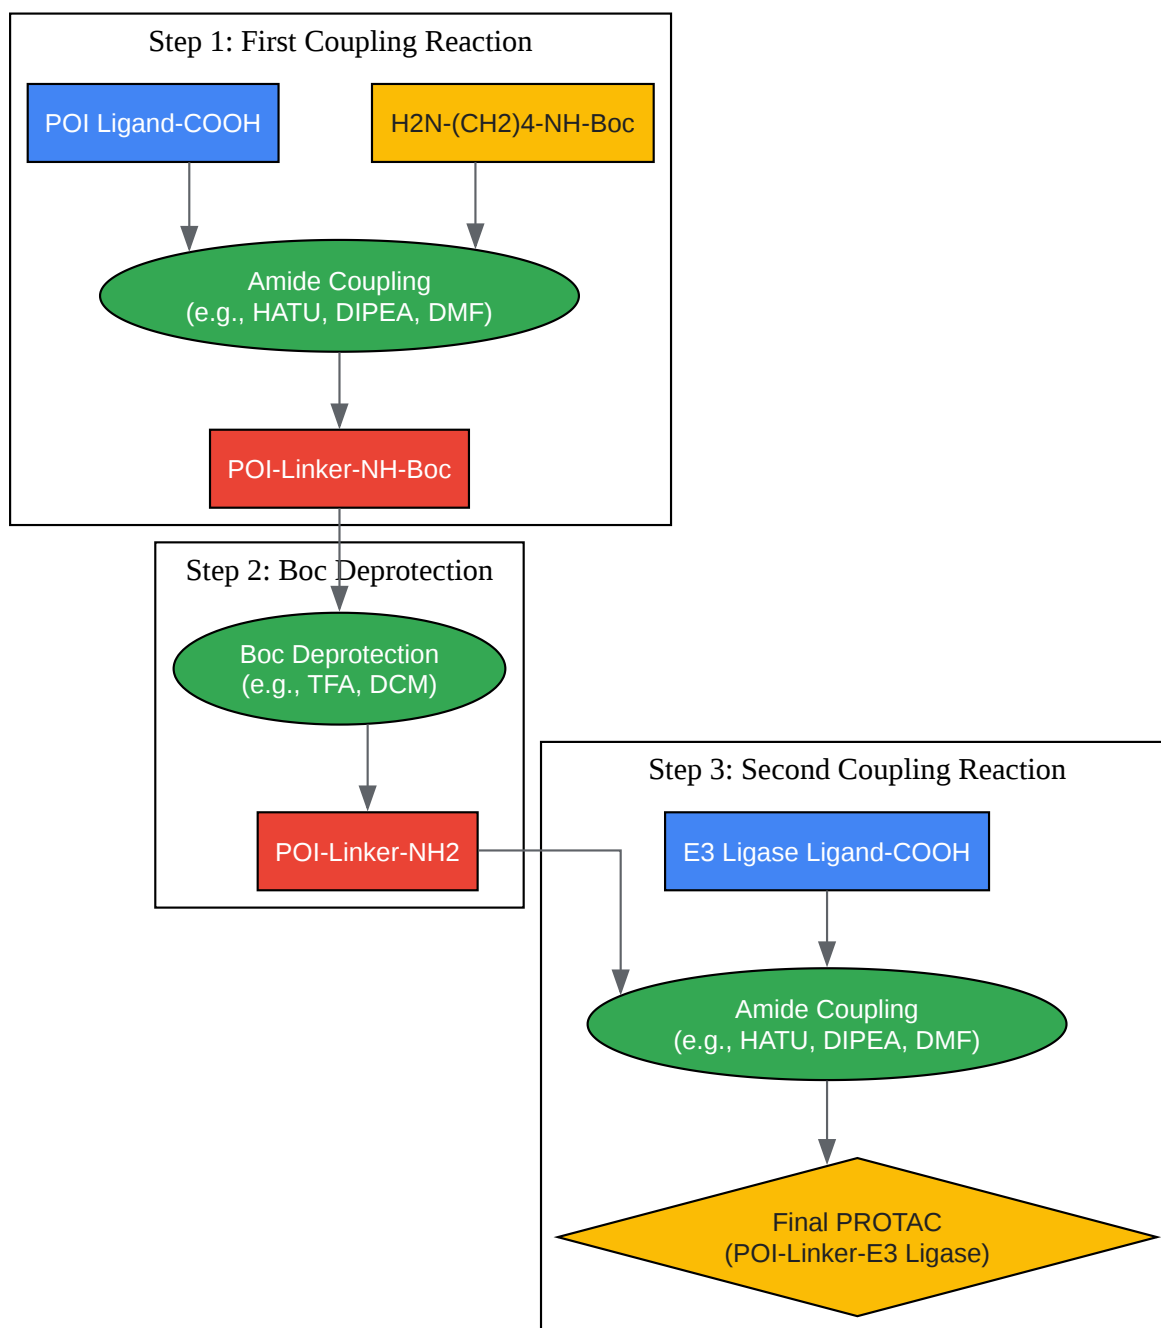 Step 1: First Coupling Reaction
POI Ligand-COOH
H2N-(CH2)4-NH-Boc
Amide Coupling
(e.g., HATU, DIPEA, DMF)
POI-Linker-NH-Boc
Step 2: Boc Deprotection
Boc Deprotection
(e.g., TFA, DCM)
POI-Linker-NH2
Step 3: Second Coupling Reaction
E3 Ligase Ligand-COOH
Amide Coupling
(e.g., HATU, DIPEA, DMF)
Final PROTAC
(POI-Linker-E3 Ligase)